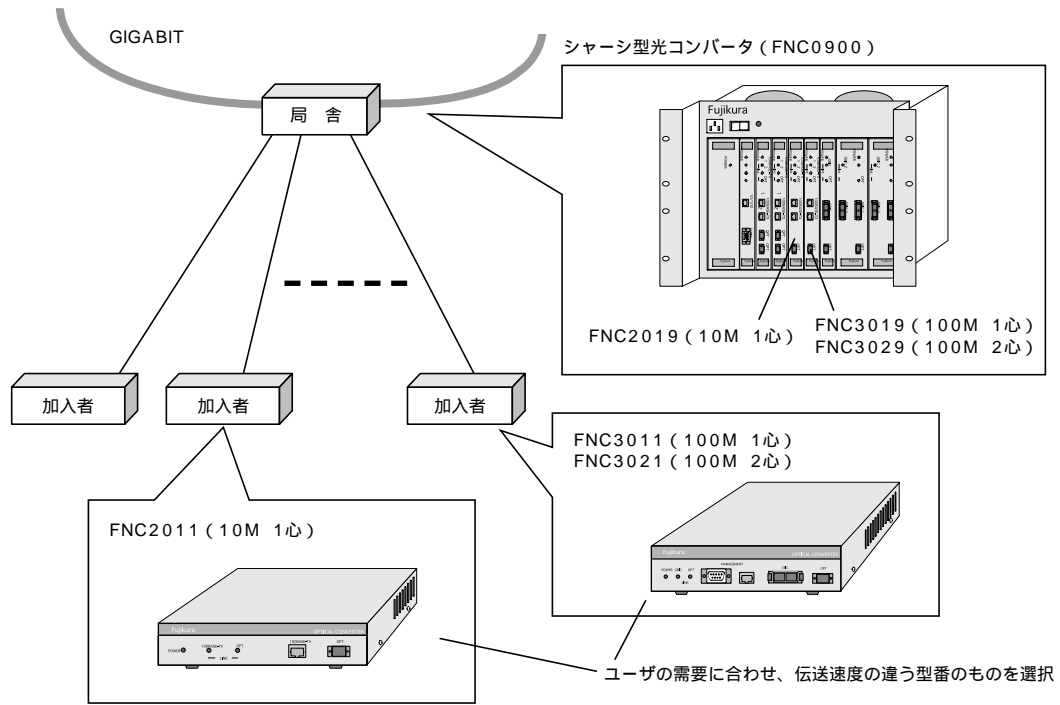 GIGABIT
シャーシ型光コンバータ(FNC0900)
局 舎
Fujikura
FNC2019(10M 1心)
FNC3019(100M 1心)
FNC3029(100M 2心)
加入者
加入者
加入者
FNC3011(100M 1心)
FNC3021(100M 2心)
FNC2011(10M 1心)
Fujikura
OPTICAL CONVERTER
MANAGEMENT
POWER
LINE
OPT
LINK
OPT
Fujikura
OPTICAL CONVERTER
POWER
OPT
LINK
OPT
ユーザの需要に合わせ、伝送速度の違う型番のものを選択